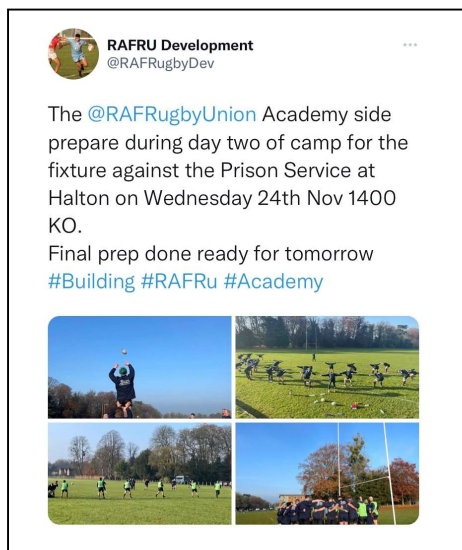 RAFRU Development
@RAFRugbyDev
The @RAFRugbyUnion Academy side
prepare during day two of camp for the
fixture against the Prison Service at
Halton on Wednesday 24th Nov 1400
KO.
Final prep done ready for tomorrow
#Building #RAFRu #Academy